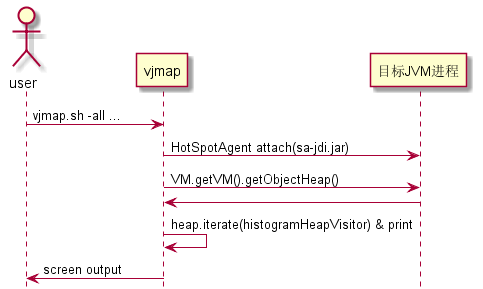 user
vjmap
目标JVM进程
vjmap.sh -all ...
HotSpotAgent attach(sa-jdi.jar)
VM.getVM().getObjectHeap()
heap.iterate(histogramHeapVisitor) & print
screen output